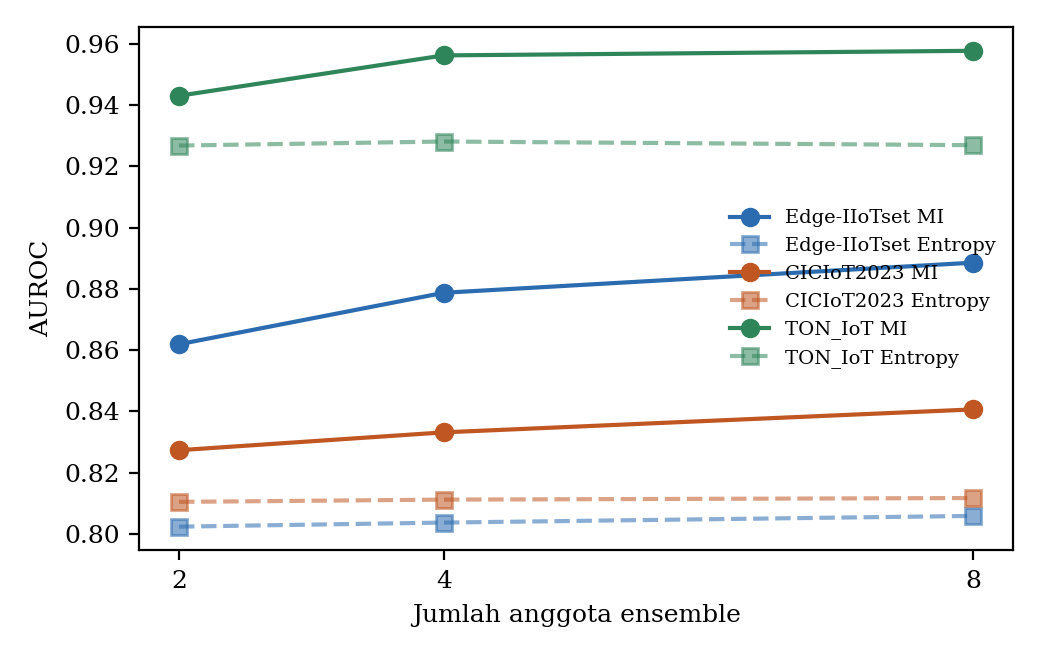 0.96
0.94
0.92
0.90
0.88
0.86
0.84
0.82
0.80
AUROC
Edge-IIoTset MI
Edge-IIoTset Entropy
CICIoT2023 MI
CICIoT2023 Entropy
TON_IoT MI
TON_IoT Entropy
2 4 8
Jumlah anggota ensemble